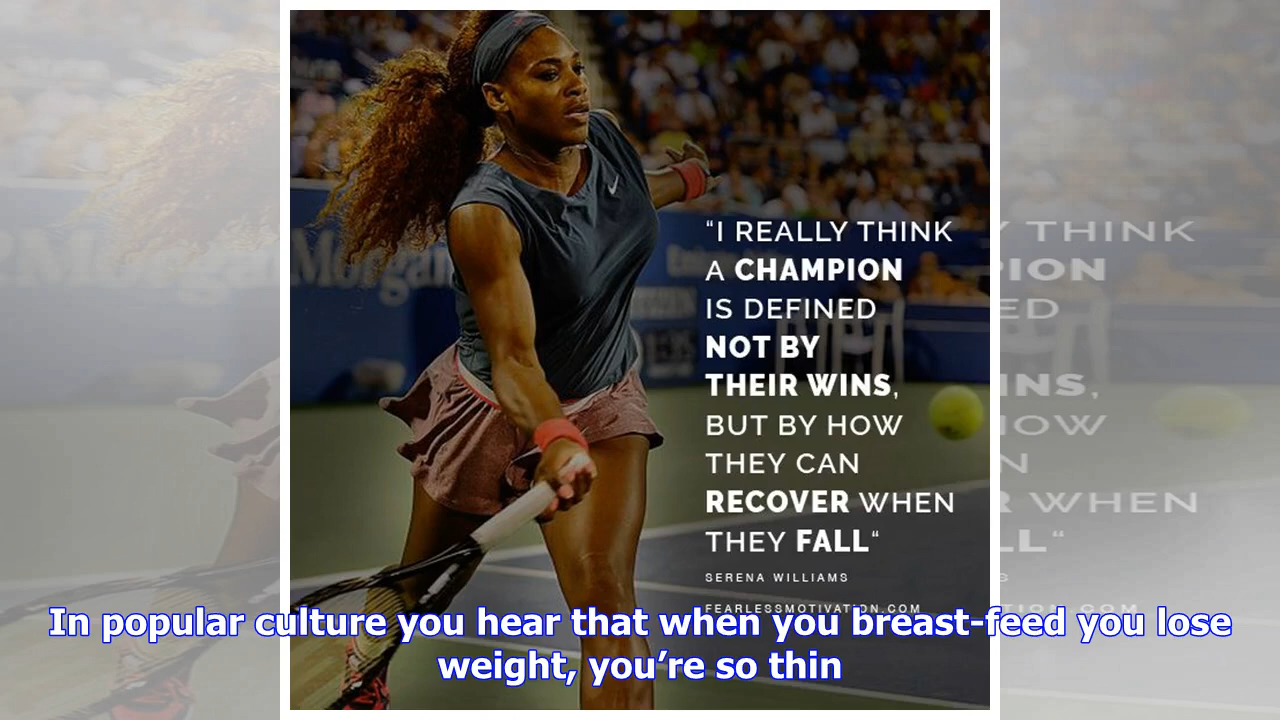 “I REALLY THINK
A CHAMPION
IS DEFINED
NOT BY
THEIR WINS,
BUT BY HOW
THEY CAN
RECOVER WHEN
THEY FALL“
SERENA WILLIAMS
FEARLESSMOTIVATION.COM
In popular culture you hear that when you breast-feed you lose
weight, you’re so thin